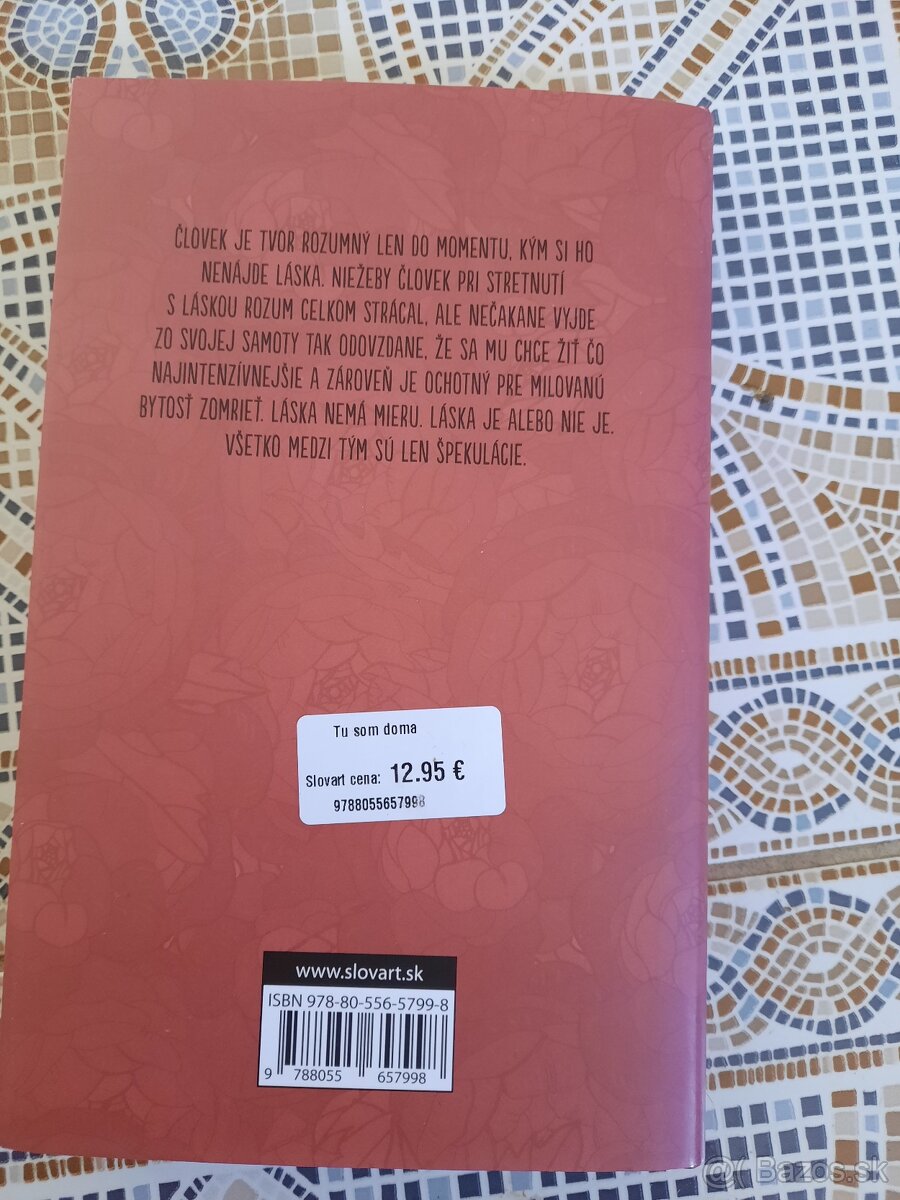 ČLOVEK JE TVOR ROZUMNÝ LEN DO MOMENTU, KÝM SI HO
NENÁJDE LÁSKA. NIEŽEBY ČLOVEK PRI STRETNUTÍ
S LÁSKOU ROZUM CELKOM STRÁCAL, ALE NEČAKANE VYJDE
ZO SVOJEJ SAMOTY TAK ODOVZDANE, ŽE SA MU CHCE ŽIŤ ČO
NAJINTENZÍVNEJŠIE A ZÁROVEŇ JE OCHOTNÝ PRE MILOVANÚ
BYTOSŤ ZOMRIEŤ. LÁSKA NEMÁ MIERU. LÁSKA JE ALEBO NIE JE.
VŠETKO MEDZI TÝM SÚ LEN ŠPEKULÁCIE.
Tu som doma
Slovart cena: 12.95 €
9788055657998
www.slovart.sk
ISBN 978-80-556-5799-8
9 788055 657998
@ Bazos.sk